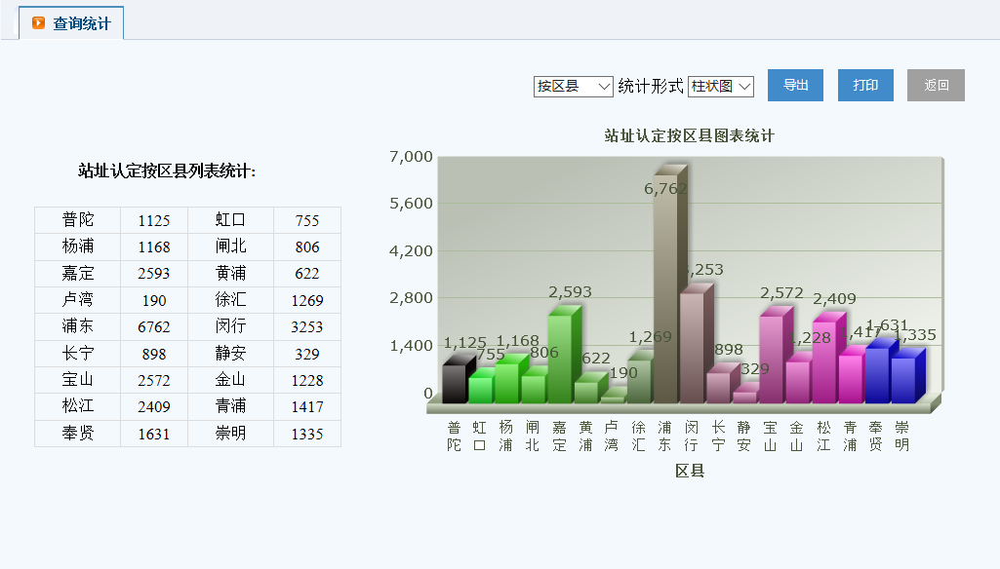 查询统计
按区县 统计形式 柱状图 导出 打印 返回
站址认定按区县列表统计:
普陀 1125 虹口 755
杨浦 1168 闸北 806
嘉定 2593 黄浦 622
卢湾 190 徐汇 1269
浦东 6762 闵行 3253
长宁 898 静安 329
宝山 2572 金山 1228
松江 2409 青浦 1417
奉贤 1631 崇明 1335
站址认定按区县图表统计
7,000
5,600
4,200
2,800
1,400
0
1,125
755
1,168
806
2,593
622
190
1,269
6,762
,253
898
329
2,572
1,228
2,409
1,417
1,631
1,335
普陀
虹口
杨浦
闸北
嘉定
黄浦
卢湾
徐汇
浦东
闵行
长宁
静安
宝山
金山
松江
青浦
奉贤
崇明
区县